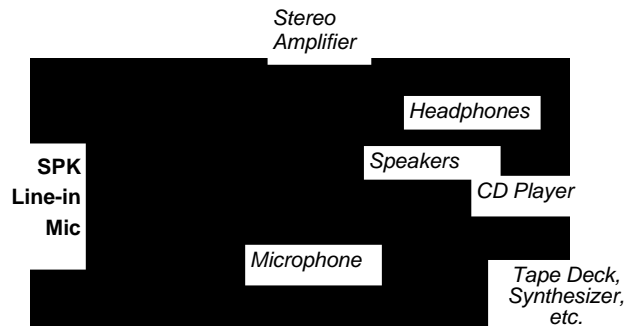 Stereo
Amplifier
Headphones
Speakers
CD Player
SPK
Line-in
Mic
Microphone
Tape Deck,
Synthesizer,
etc.